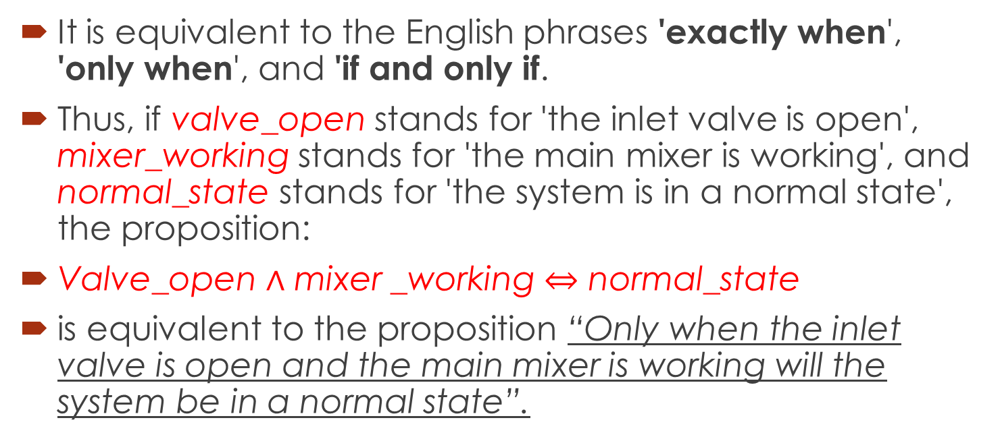 It is equivalent to the English phrases 'exactly when',
'only when', and 'if and only if.
Thus, if valve_open stands for 'the inlet valve is open',
mixer_working stands for 'the main mixer is working', and
normal_state stands for 'the system is in a normal state',
the proposition:
Valve_open ∧ mixer _working ⇔ normal_state
is equivalent to the proposition “Only when the inlet
valve is open and the main mixer is working will the
system be in a normal state”.